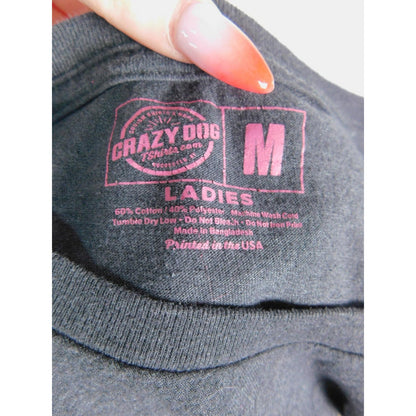 CRAZY DOG
TShirts.com
M
LADIES
60% Cotton / 40% Polyester Machine Wash Cold
Tumble Dry Low - Do Not Bleach - Do Not Iron Print
Made in Bangladesh
Printed in the USA